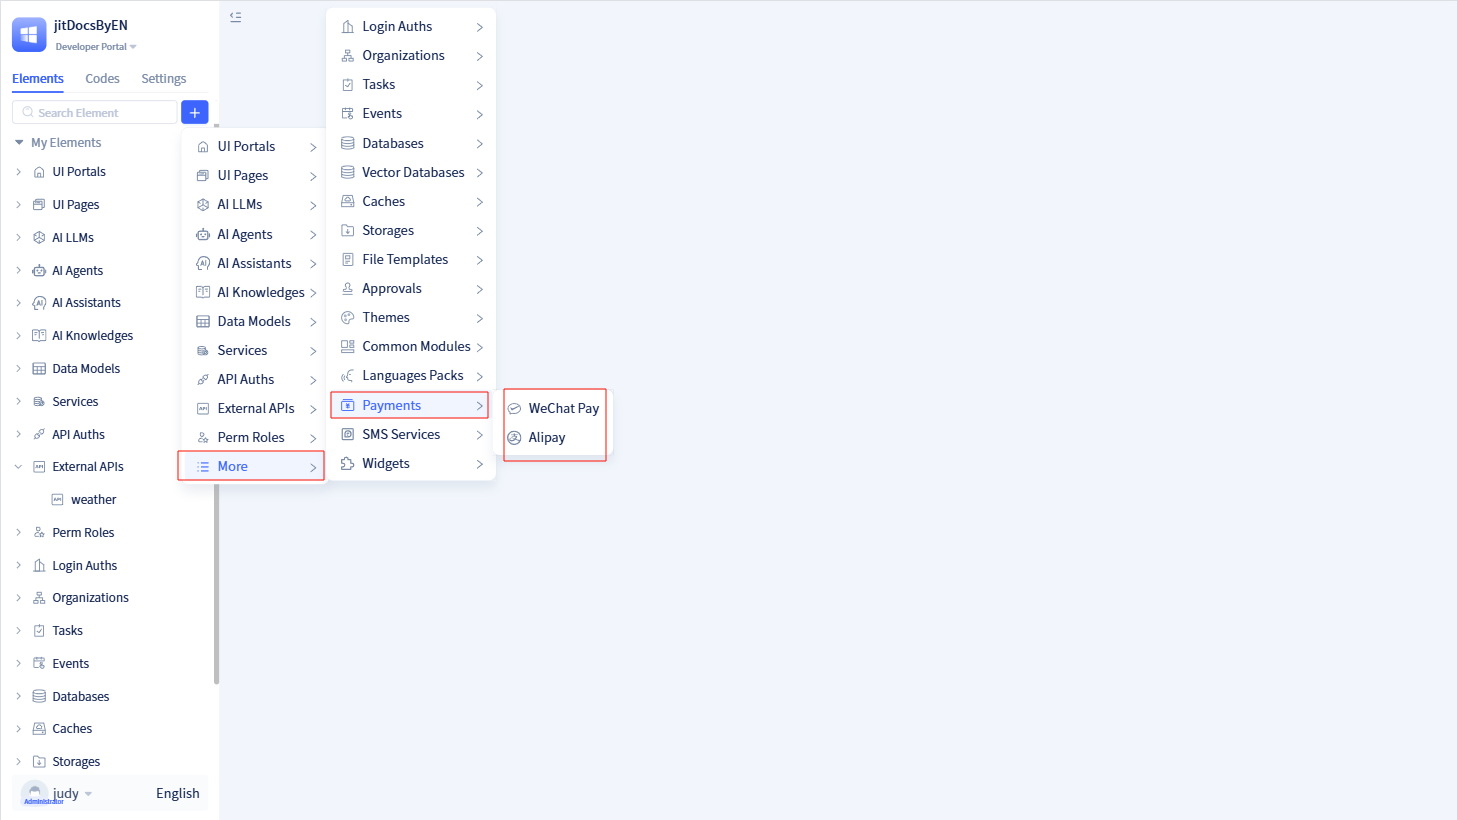 jitDocsByEN
Developer Portal
Elements Codes Settings
Search Element
My Elements
UI Portals
UI Pages
AI LLMs
AI Agents
AI Assistants
AI Knowledges
Data Models
Services
API Auths
External APIs
weather
Perm Roles
Login Auths
Organizations
Tasks
Events
Databases
Caches
Storages
judy
Administrator
English
UI Portals
UI Pages
AI LLMs
AI Agents
AI Assistants
AI Knowledges
Data Models
Services
API Auths
External APIs
Perm Roles
More
Login Auths
Organizations
Tasks
Events
Databases
Vector Databases
Caches
Storages
File Templates
Approvals
Themes
Common Modules
Languages Packs
Payments
SMS Services
Widgets
WeChat Pay
Alipay